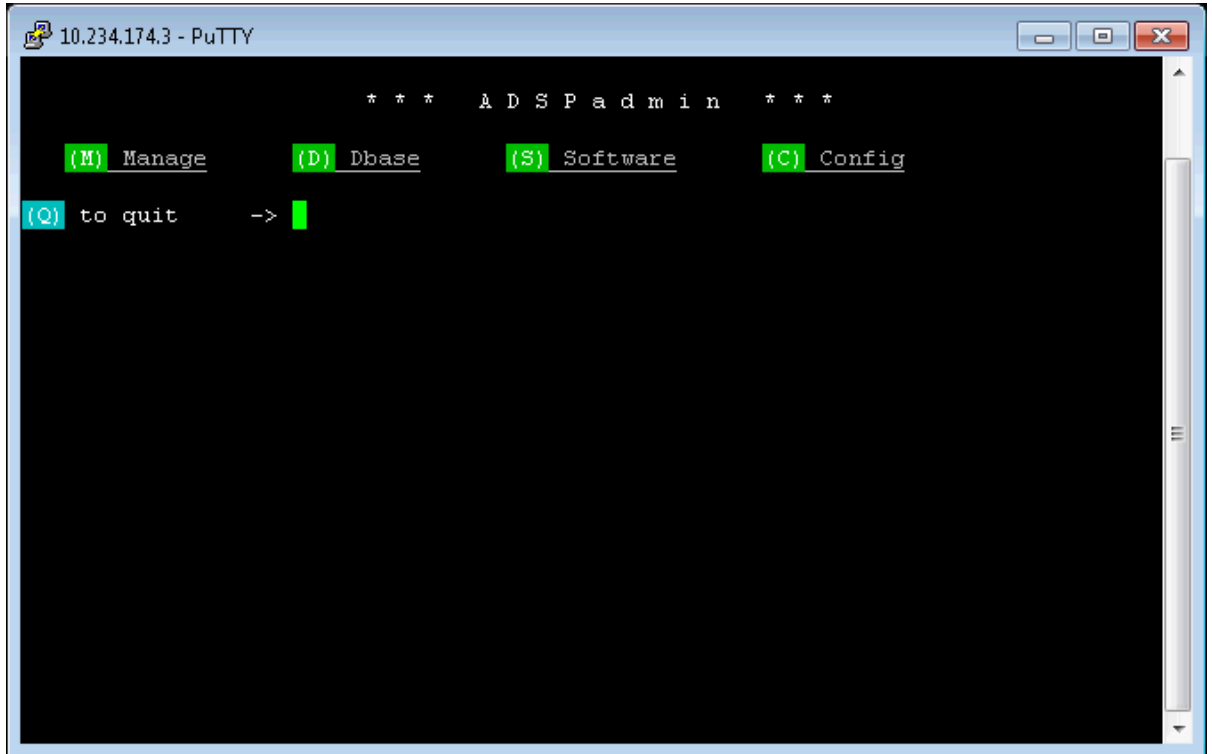 10.234.174.3 - PuTTY
* * *   A D S P a d m i n   * * *
(M) Manage   (D) Dbase   (S) Software   (C) Config
(Q) to quit   ->